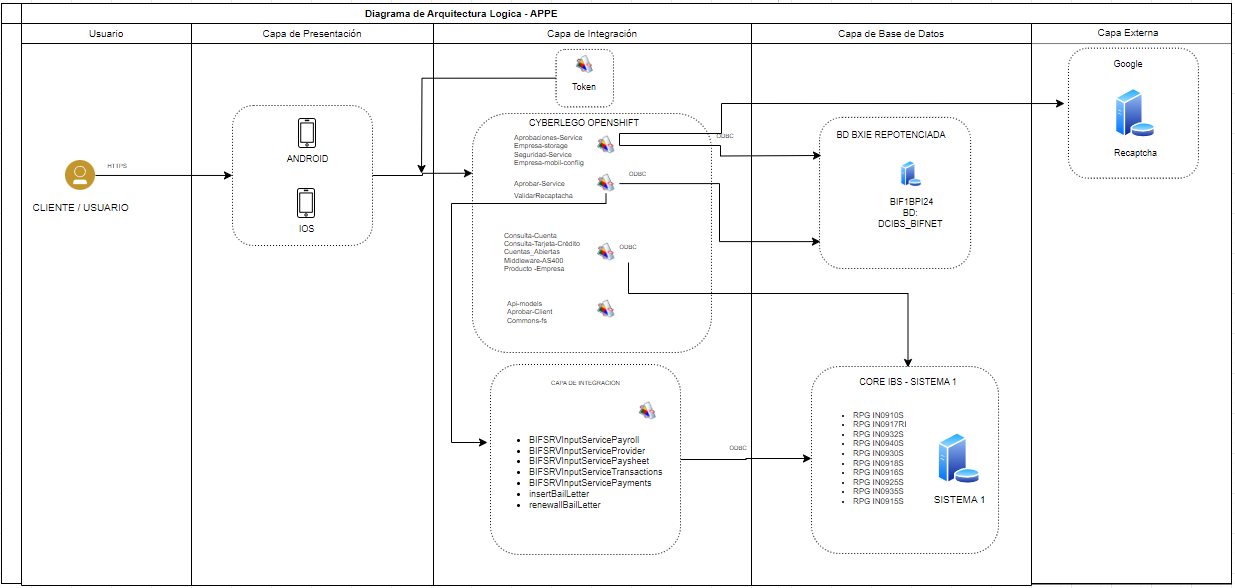 Diagrama de Arquitectura Logica - APPE
Usuario
Capa de Presentación
Capa de Integración
Capa de Base de Datos
Capa Externa
HTTPS
CLIENTE / USUARIO
ANDROID
IOS
Token
CYBERLEGO OPENSHIFT
Aprobaciones-Service
Empresa-storage
Seguridad-Service
Empresa-mobil-config
Aprobar-Service
ValidarRecaptacha
Consulta-Cuenta
Consulta-Tarjeta-Crédito
Cuentas_Abiertas
Middleware-AS400
Producto -Empresa
Api-models
Aprobar-Client
Commons-fs
ODBC
ODBC
ODBC
CAPA DE INTEGRACION
BIFSRVInputServicePayroll
BIFSRVInputServiceProvider
BIFSRVInputServicePaysheet
BIFSRVInputServiceTransactions
BIFSRVInputServicePayments
insertBailLetter
renewallBailLetter
ODBC
BD BXIE REPOTENCIADA
BIF1BPI24
BD:
DCIBS_BIFNET
CORE IBS - SISTEMA 1
RPG IN0910S
RPG IN0917RI
RPG IN0932S
RPG IN0940S
RPG IN0930S
RPG IN0918S
RPG IN0916S
RPG IN0925S
RPG IN0935S
RPG IN0915S
SISTEMA 1
Google
Recaptcha